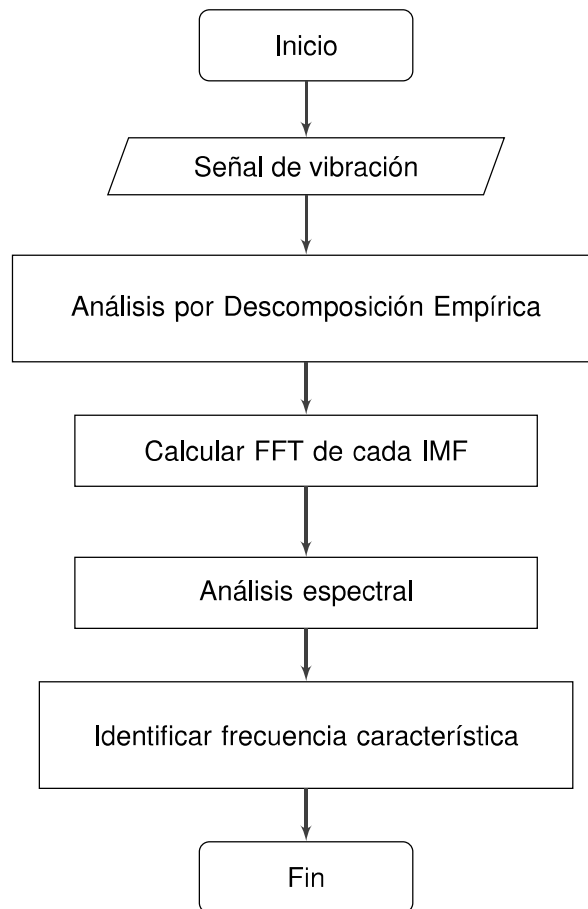 Inicio
Señal de vibración
Análisis por Descomposición Empírica
Calcular FFT de cada IMF
Análisis espectral
Identificar frecuencia característica
Fin